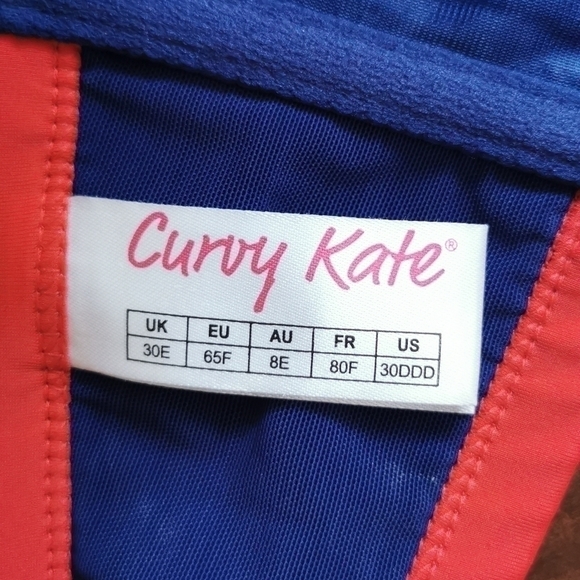 Curvy Kate®
UK EU AU FR US
30E 65F 8E 80F 30DDD